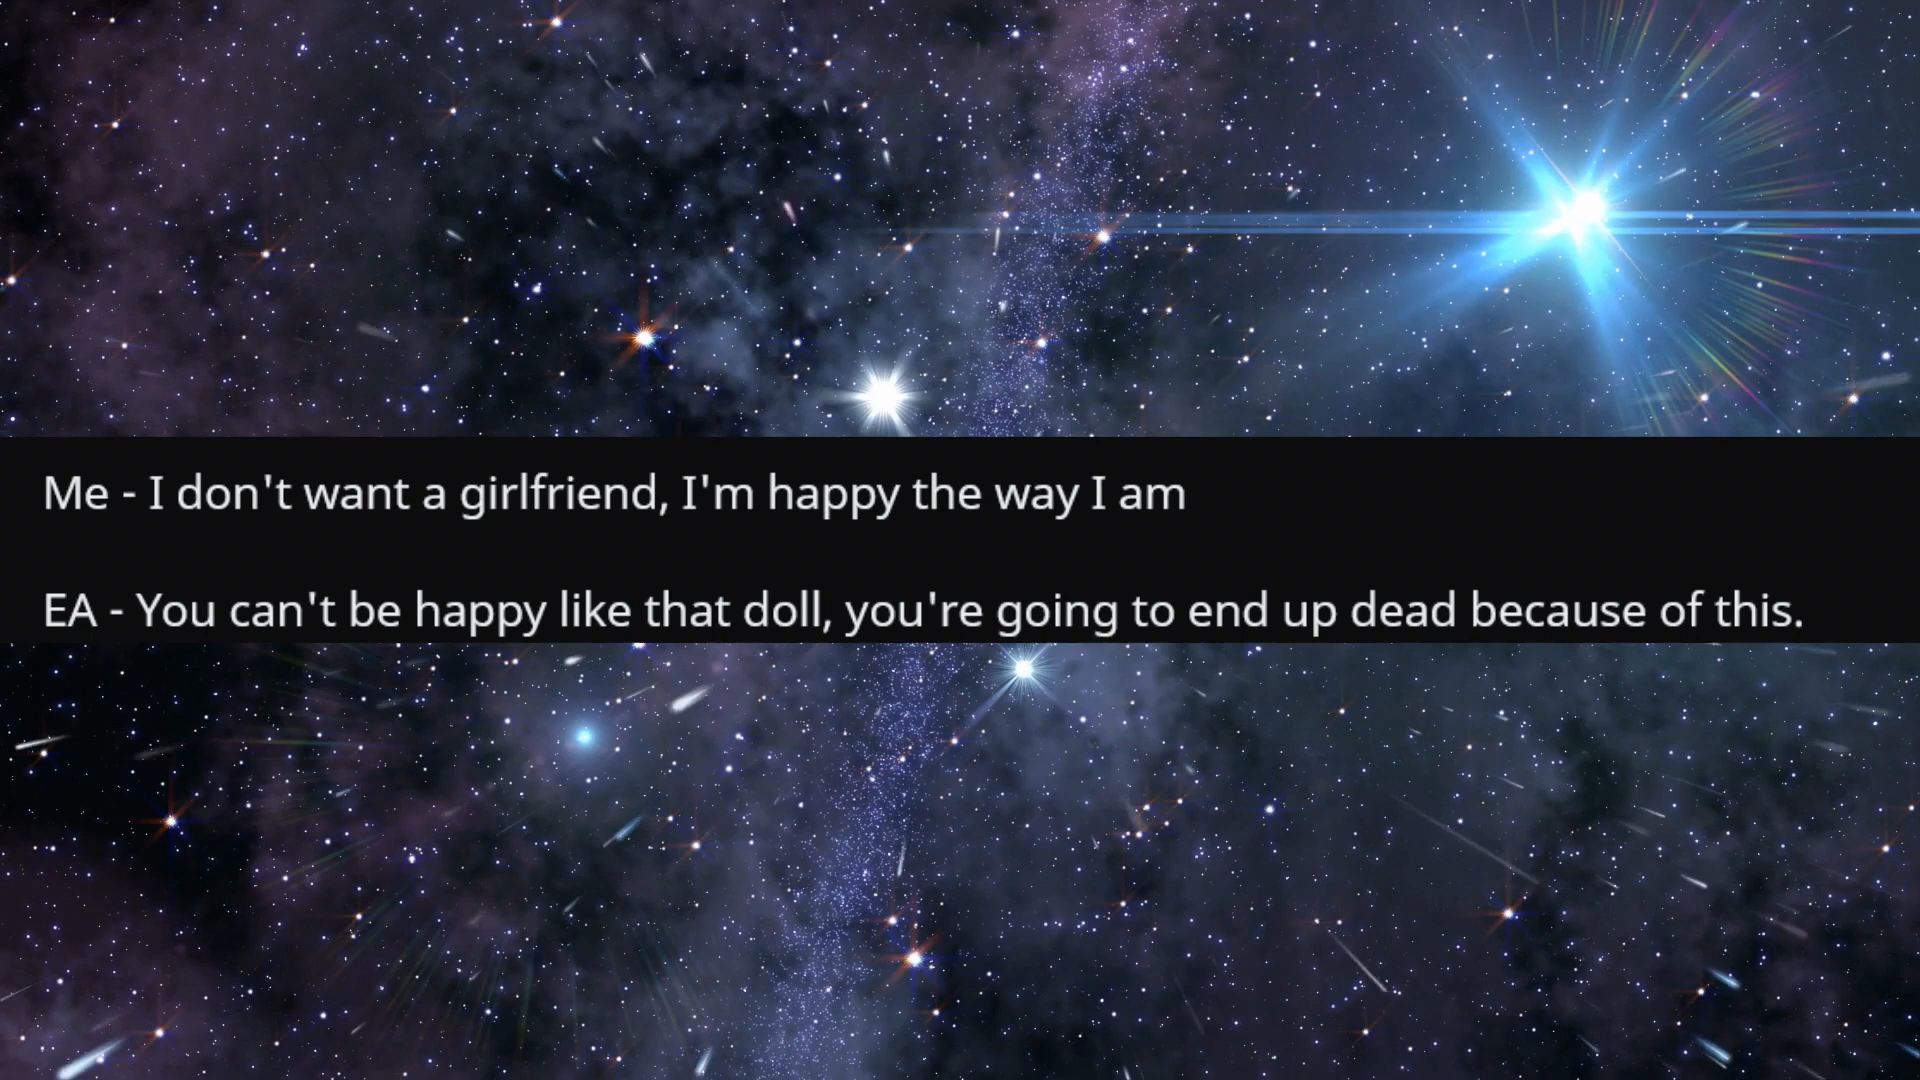 Me - I don't want a girlfriend, I'm happy the way I am
EA - You can't be happy like that doll, you're going to end up dead because of this.